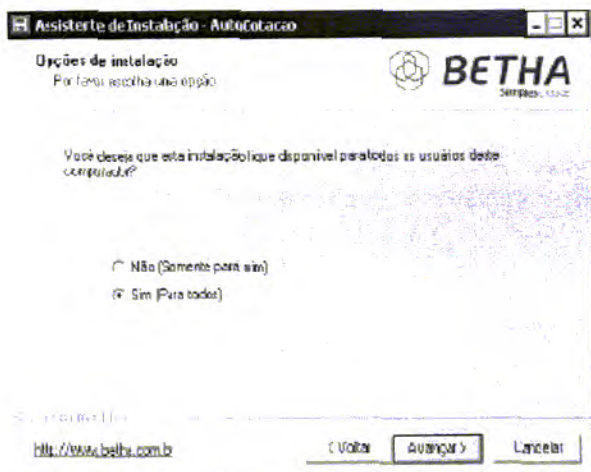 Assistente de Instalação - AutoCotacao
Opções de instalação
Por favor escolha uma opção
BETHA
Você deseja que esta instalação fique disponível para todos os usuários deste
computador?
Não (Somente para mim)
Sim (Para todos)
http://www.betha.com.br
< Voltar
Avançar >
Cancelar